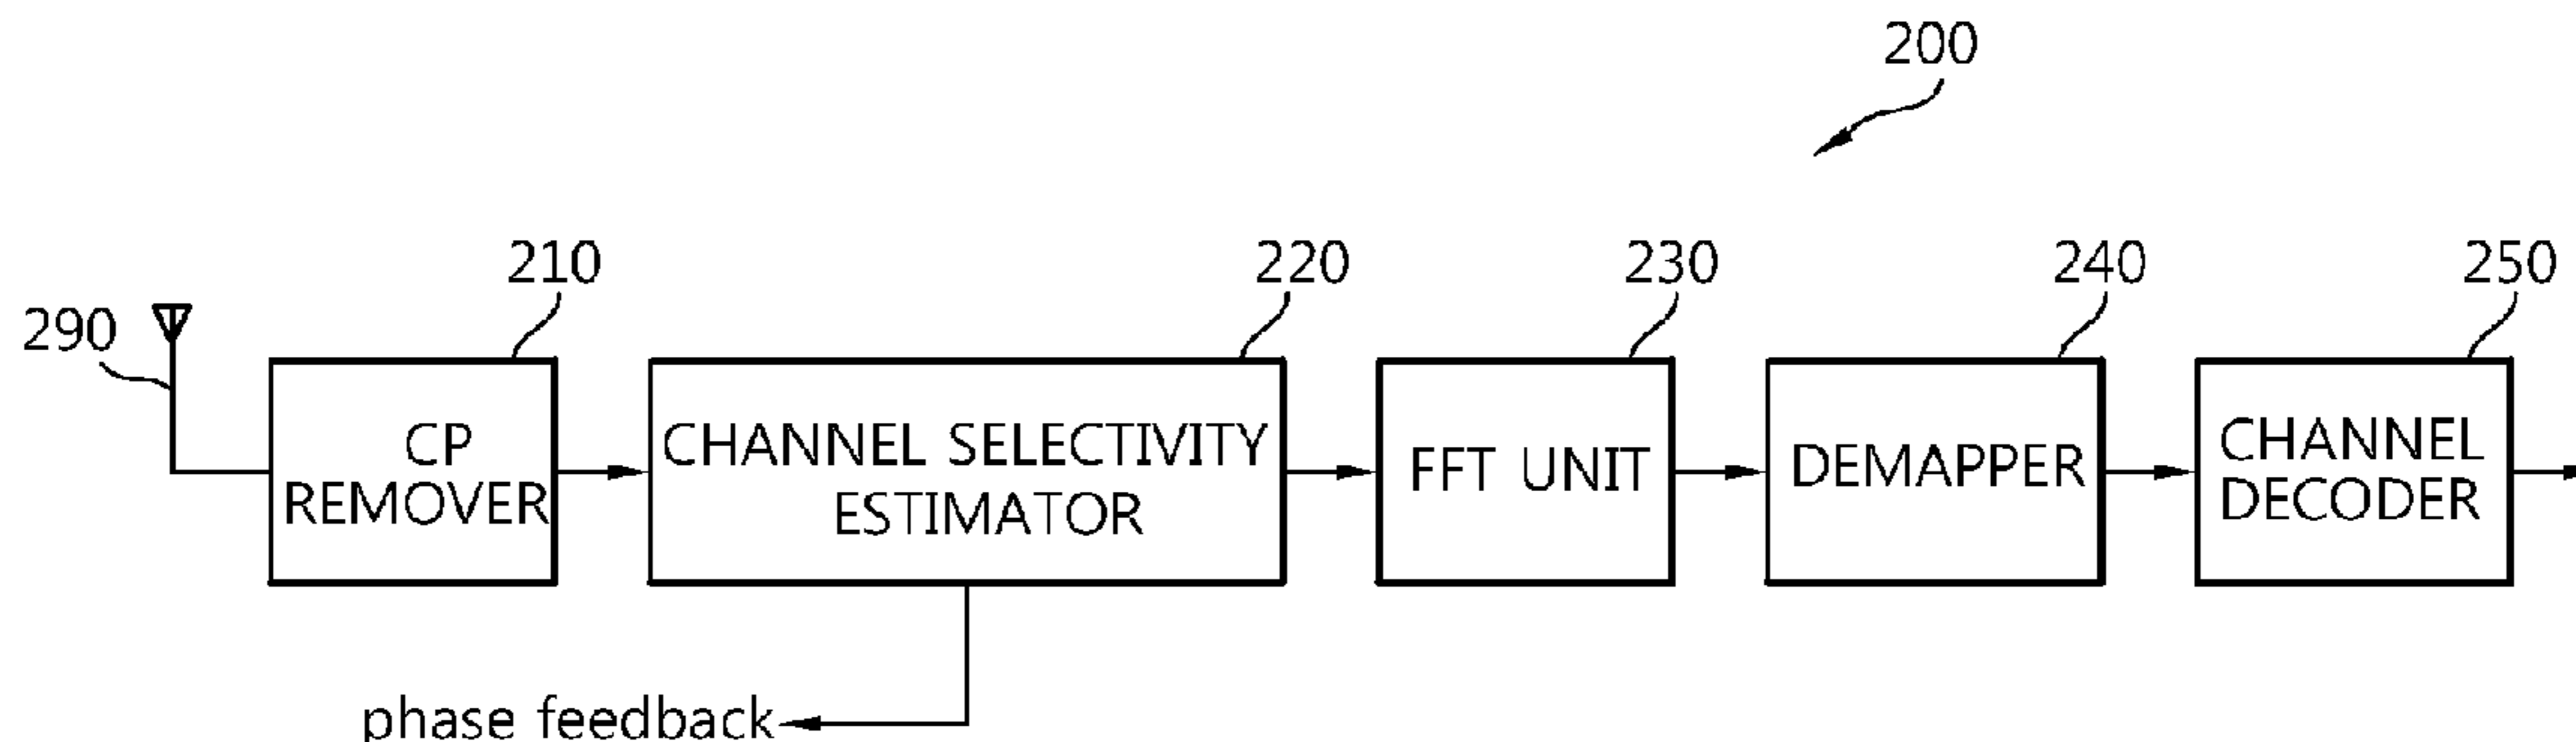 200
210
220
230
240
250
290
CP
REMOVER
CHANNEL SELECTIVITY
ESTIMATOR
FFT UNIT
DEMAPPER
CHANNEL
DECODER
phase feedback